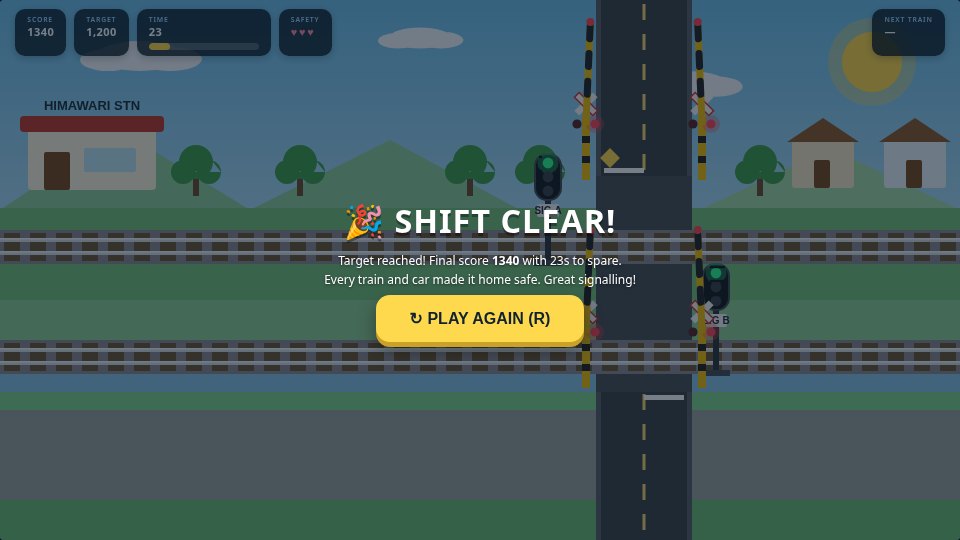 SCORE
1340
TARGET
1,200
TIME
23
SAFETY
♥♥♥
NEXT TRAIN
—
HIMAWARI STN
SIG A
🎉 SHIFT CLEAR!
Target reached! Final score 1340 with 23s to spare.
Every train and car made it home safe. Great signalling!
↻ PLAY AGAIN (R)